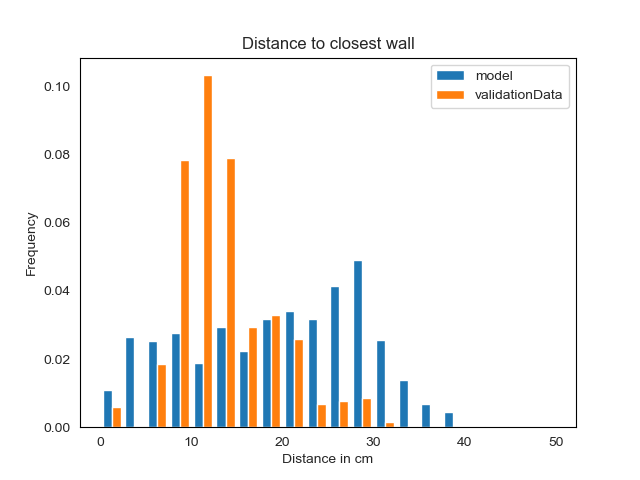 Distance to closest wall
model
validationData
Frequency
0.10
0.08
0.06
0.04
0.02
0.00
0 10 20 30 40 50
Distance in cm